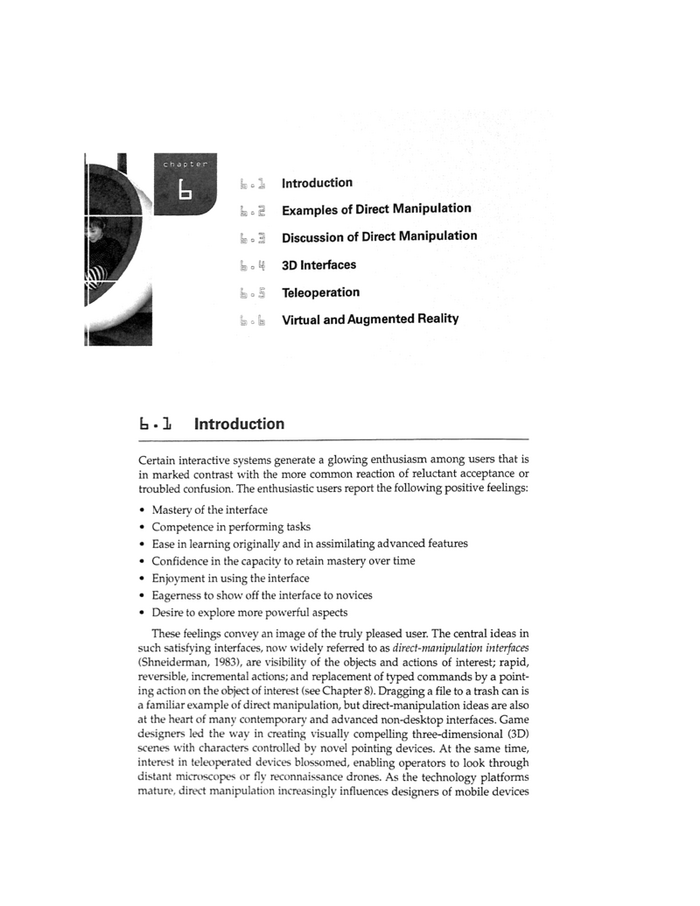 chapter
6
6.1 Introduction
6.2 Examples of Direct Manipulation
6.3 Discussion of Direct Manipulation
6.4 3D Interfaces
6.5 Teleoperation
6.6 Virtual and Augmented Reality
6.1 Introduction
Certain interactive systems generate a glowing enthusiasm among users that is
in marked contrast with the more common reaction of reluctant acceptance or
troubled confusion. The enthusiastic users report the following positive feelings:
• Mastery of the interface
• Competence in performing tasks
• Ease in learning originally and in assimilating advanced features
• Confidence in the capacity to retain mastery over time
• Enjoyment in using the interface
• Eagerness to show off the interface to novices
• Desire to explore more powerful aspects
These feelings convey an image of the truly pleased user. The central ideas in
such satisfying interfaces, now widely referred to as direct-manipulation interfaces
(Shneiderman, 1983), are visibility of the objects and actions of interest; rapid,
reversible, incremental actions; and replacement of typed commands by a point-
ing action on the object of interest (see Chapter 8). Dragging a file to a trash can is
a familiar example of direct manipulation, but direct-manipulation ideas are also
at the heart of many contemporary and advanced non-desktop interfaces. Game
designers led the way in creating visually compelling three-dimensional (3D)
scenes with characters controlled by novel pointing devices. At the same time,
interest in teleoperated devices blossomed, enabling operators to look through
distant microscopes or fly reconnaissance drones. As the technology platforms
mature, direct manipulation increasingly influences designers of mobile devices